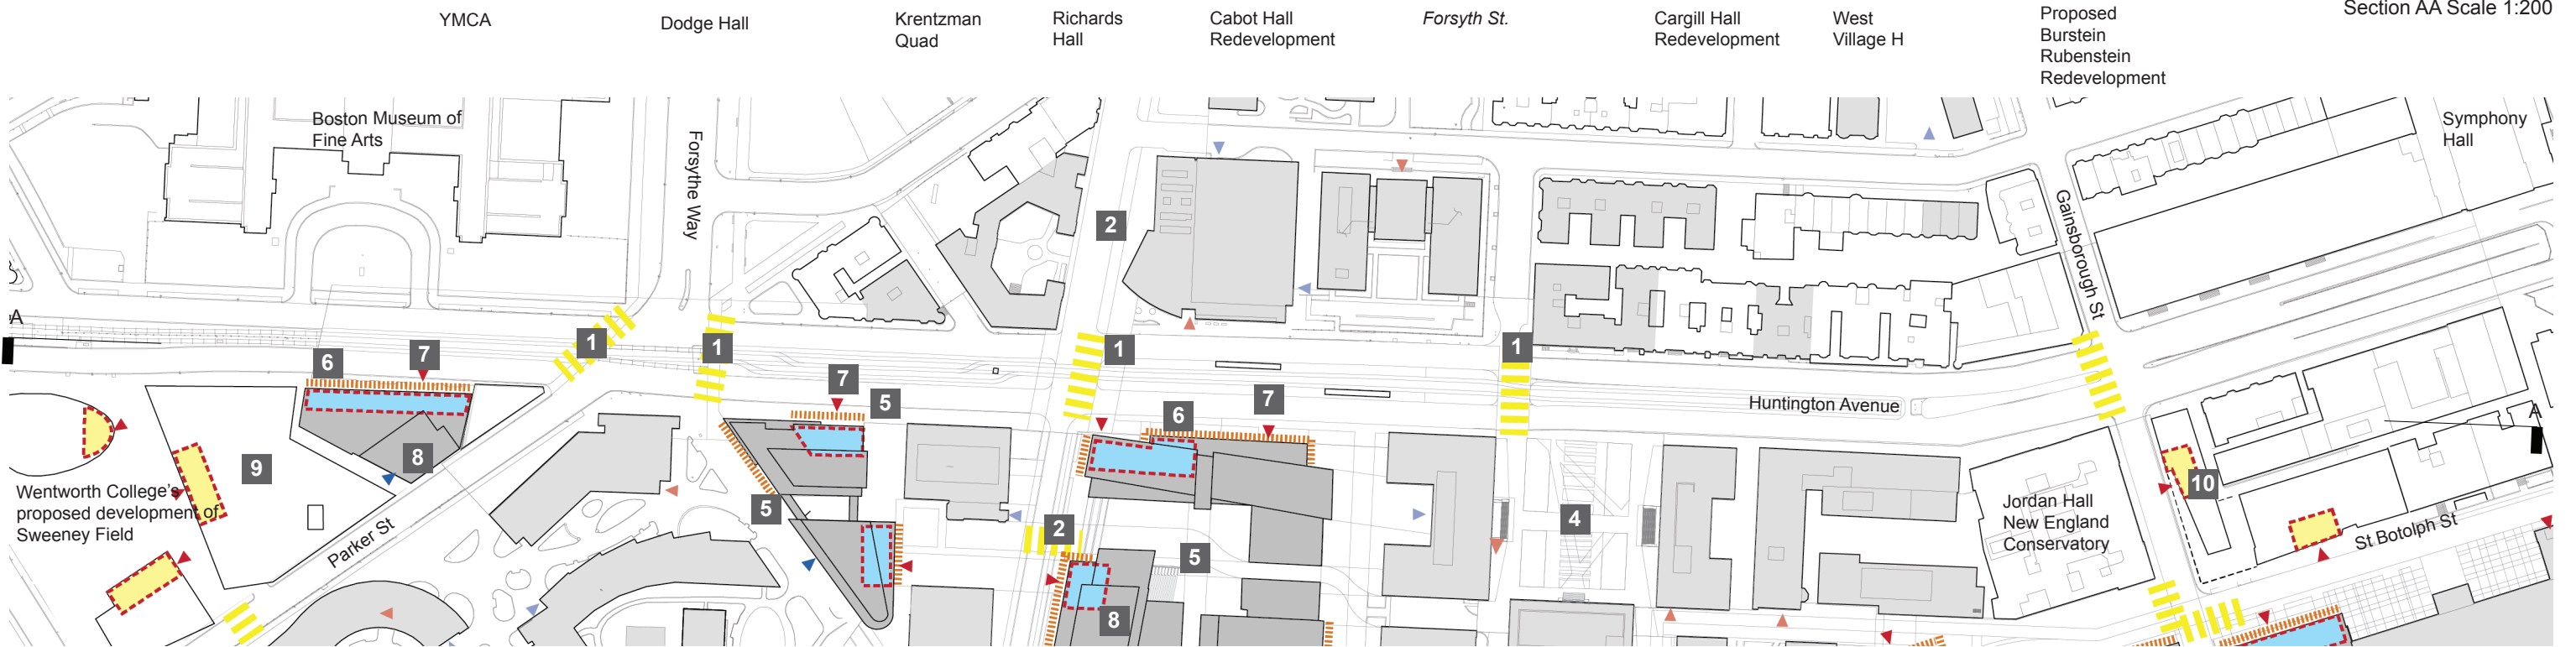 Section AA Scale 1:200
YMCA
Dodge Hall
Krentzman
Quad
Richards
Hall
Cabot Hall
Redevelopment
Forsyth St.
Cargill Hall
Redevelopment
West
Village H
Proposed
Burstein
Rubenstein
Redevelopment
Boston Museum of
Fine Arts
Forsythe Way
2
Gainsborough St
Symphony
Hall
A
1
1
1
1
6
7
7
5
6
7
Huntington Avenue
A
8
9
Wentworth College's
proposed development of
Sweeney Field
Parker St
5
2
5
8
4
Jordan Hall
New England
Conservatory
10
St Botolph St